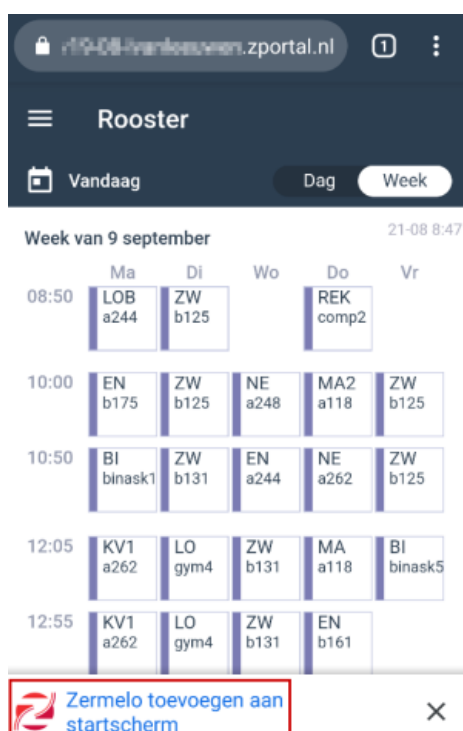 .zportal.nl 1
Rooster
Vandaag Dag Week
Week van 9 september 21-08 8:47
Ma Di Wo Do Vr
08:50 LOB ZW REK
a244 b125 comp2
10:00 EN ZW NE MA2 ZW
b175 b125 a248 a118 b125
10:50 BI ZW EN NE ZW
binask1 b131 a244 a262 b125
12:05 KV1 LO ZW MA BI
a262 gym4 b131 a118 binask5
12:55 KV1 LO ZW EN
a262 gym4 b131 b161
Zermelo toevoegen aan
startscherm